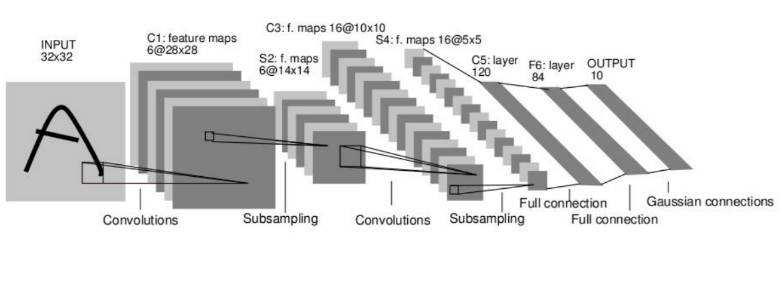 INPUT
32x32
C1: feature maps
6@28x28
S2: f. maps
6@14x14
C3: f. maps 16@10x10
S4: f. maps 16@5x5
C5: layer
120
F6: layer
84
OUTPUT
10
A
Convolutions
Subsampling
Convolutions
Subsampling
Full connection
Full connection
Gaussian connections